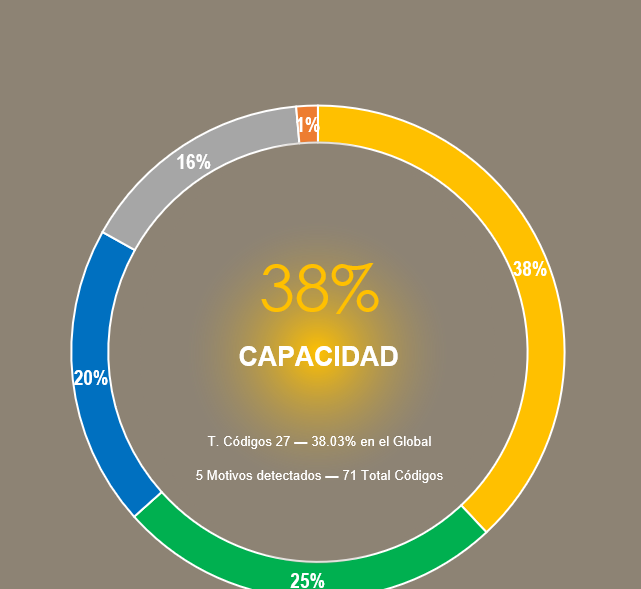 1%
16%
38%
38%
CAPACIDAD
20%
T. Códigos 27 — 38.03% en el Global
5 Motivos detectados — 71 Total Códigos
25%